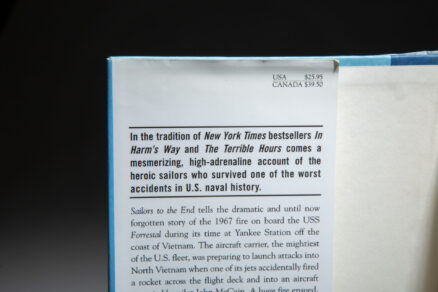 USA $25.95
CANADA $39.50
In the tradition of New York Times bestsellers In
Harm's Way and The Terrible Hours comes a
mesmerizing, high-adrenaline account of the
heroic sailors who survived one of the worst
accidents in U.S. naval history.
Sailors to the End tells the dramatic and until now
forgotten story of the 1967 fire on board the USS
Forrestal during its time at Yankee Station off the
coast of Vietnam. The aircraft carrier, the mightiest
of the U.S. fleet, was preparing to launch attacks into
North Vietnam when one of its jets accidentally fired
a rocket across the flight deck and into an aircraft
John McCain. A huge fire ensued,